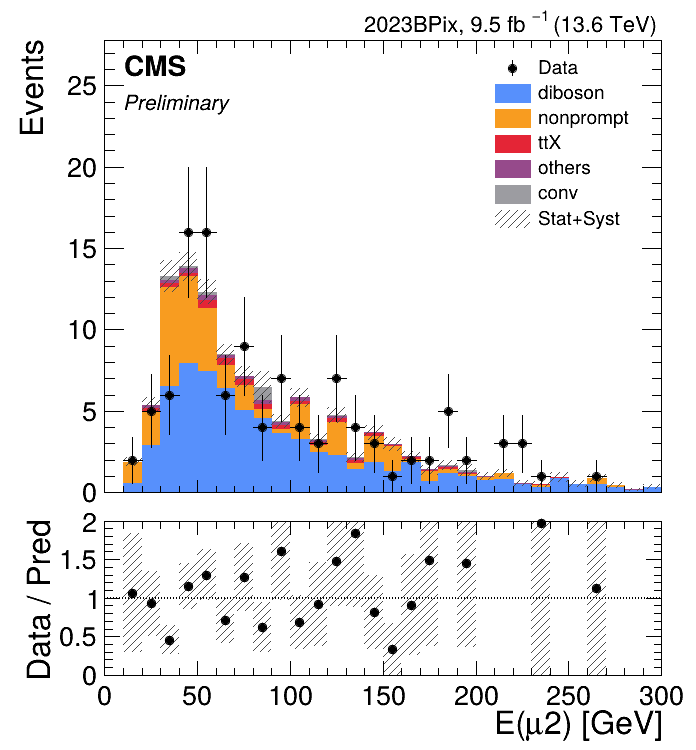 2023BPix, 9.5 fb⁻¹ (13.6 TeV)
CMS
Preliminary
Events
25
20
15
10
5
0
Data
diboson
nonprompt
ttX
others
conv
Stat+Syst
Data / Pred
2
1.5
1
0.5
0
0 50 100 150 200 250 300
E(μ2) [GeV]